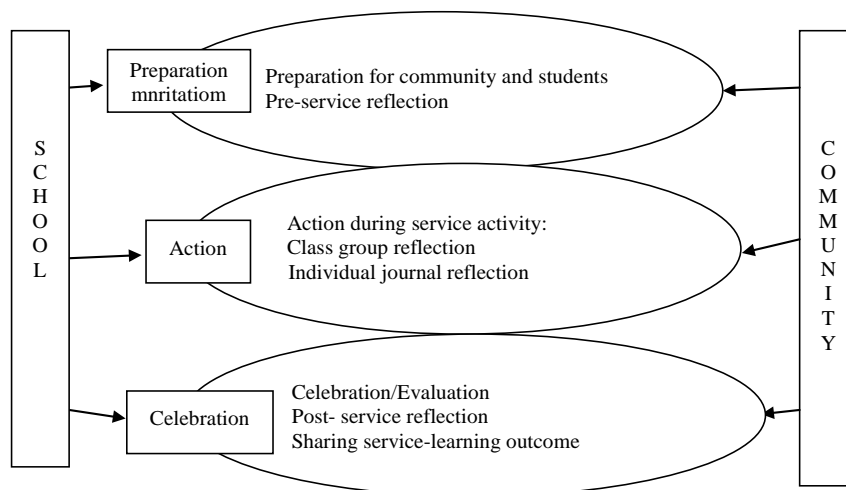 S
C
H
O
O
L
Preparation
mnritatiom
Preparation for community and students
Pre-service reflection
Action
Action during service activity:
Class group reflection
Individual journal reflection
Celebration
Celebration/Evaluation
Post- service reflection
Sharing service-learning outcome
C
O
M
M
U
N
I
T
Y